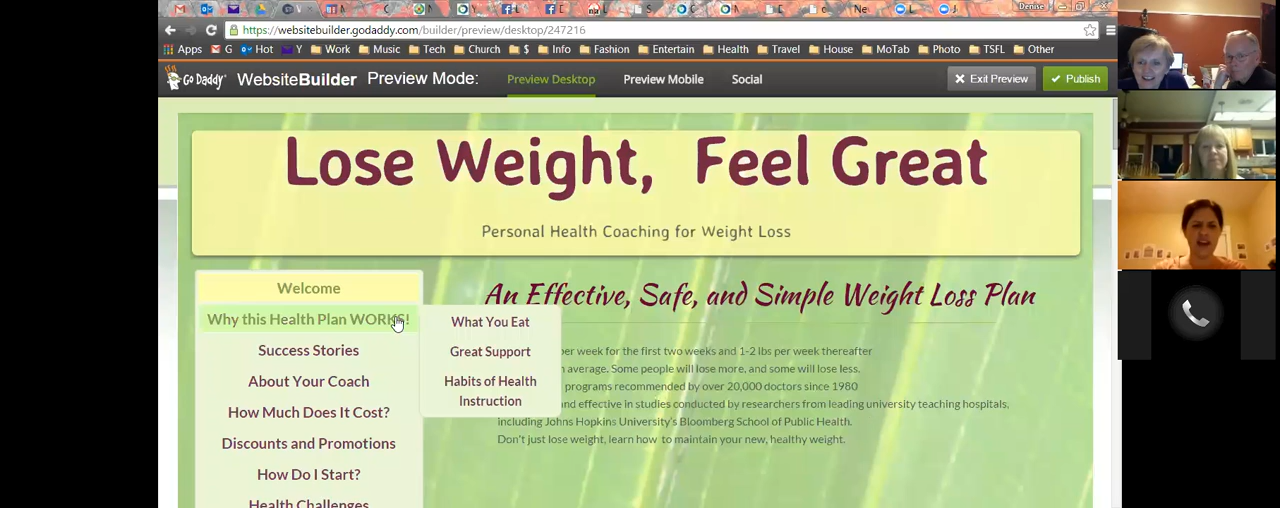 Denise
https://websitebuilder.godaddy.com/builder/preview/desktop/247216
Apps G Hot Y Work Music Tech Church $ Info Fashion Entertain Health Travel House MoTab Photo TSFL Other
Go Daddy WebsiteBuilder Preview Mode: Preview Desktop Preview Mobile Social Exit Preview Publish
Lose Weight, Feel Great
Personal Health Coaching for Weight Loss
Welcome
Why this Health Plan WORKS!
Success Stories
About Your Coach
How Much Does It Cost?
Discounts and Promotions
How Do I Start?
Health Challenges
What You Eat
Great Support
Habits of Health
Instruction
An Effective, Safe, and Simple Weight Loss Plan
per week for the first two weeks and 1-2 lbs per week thereafter
average. Some people will lose more, and some will lose less.
programs recommended by over 20,000 doctors since 1980
and effective in studies conducted by researchers from leading university teaching hospitals,
including Johns Hopkins University's Bloomberg School of Public Health.
Don't just lose weight, learn how to maintain your new, healthy weight.